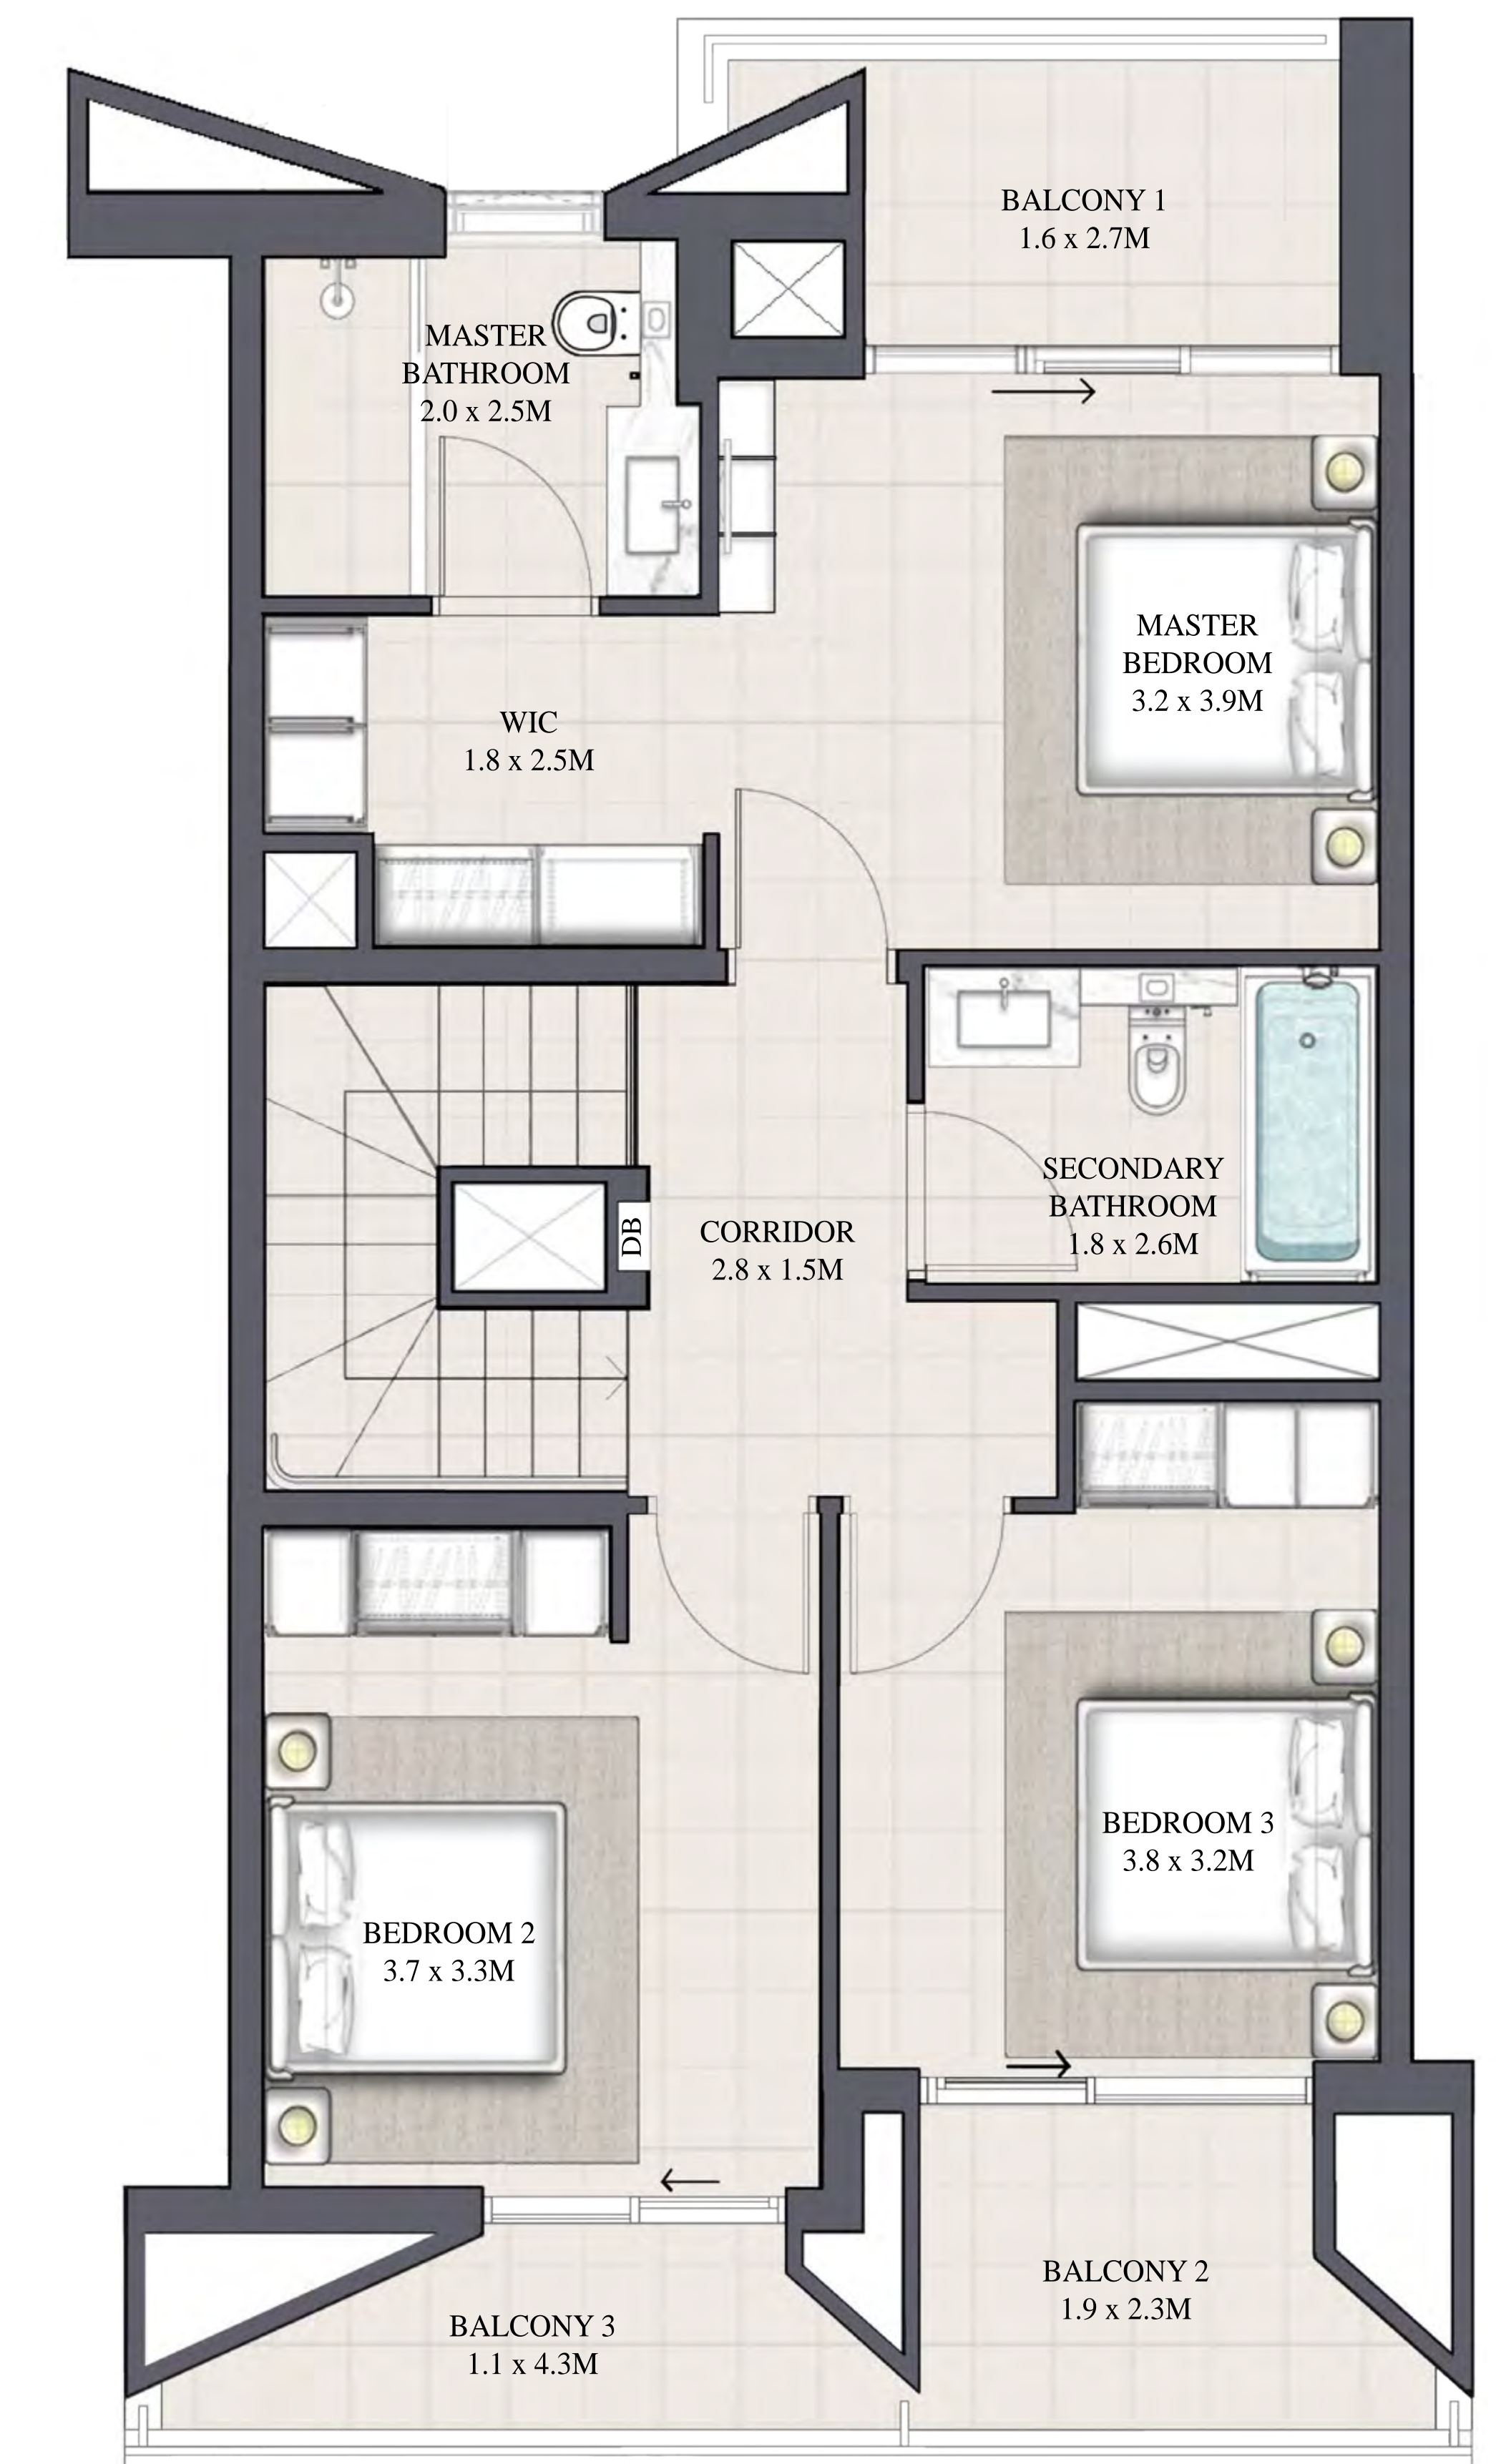 BALCONY 1
1.6 x 2.7M
MASTER
BATHROOM
2.0 x 2.5M
MASTER
BEDROOM
3.2 x 3.9M
WIC
1.8 x 2.5M
SECONDARY
BATHROOM
1.8 x 2.6M
DB
CORRIDOR
2.8 x 1.5M
BEDROOM 3
3.8 x 3.2M
BEDROOM 2
3.7 x 3.3M
BALCONY 2
1.9 x 2.3M
BALCONY 3
1.1 x 4.3M